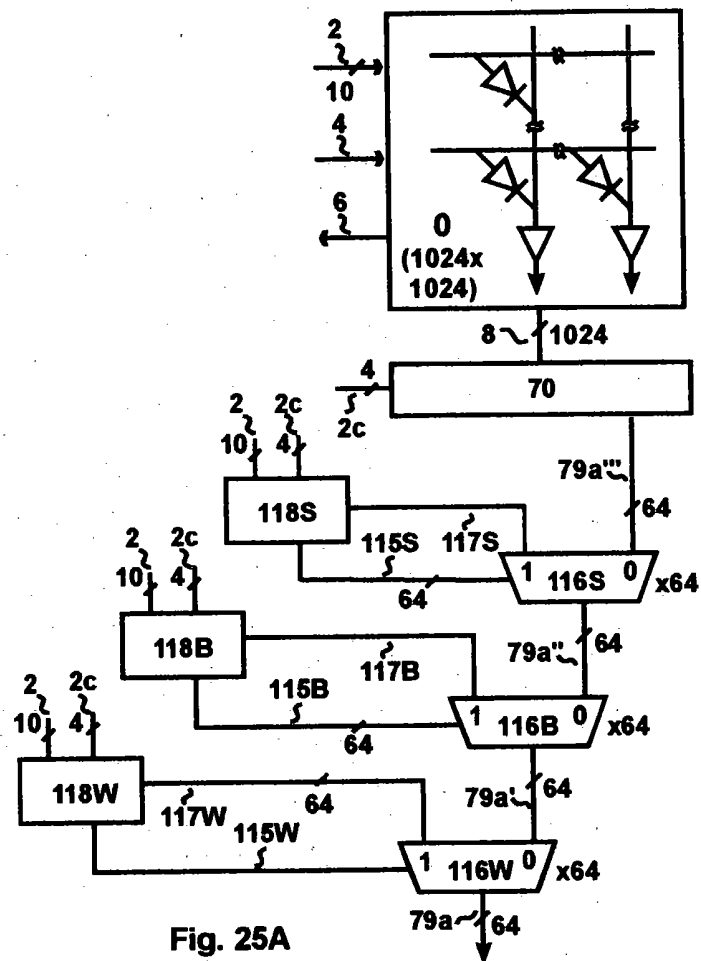 2
10
4
6
0
(1024x
1024)
8 1024
4
70
2c
2 2c
10 4
79a'''
64
118S
115S 117S
1 0
116S x64
64
2 2c
10 4
64
79a''
118B
117B
115B
1 0
116B x64
64
2 2c
10 4
64
79a'
118W
64
117W
115W
1 0
116W x64
79a 64
Fig. 25A